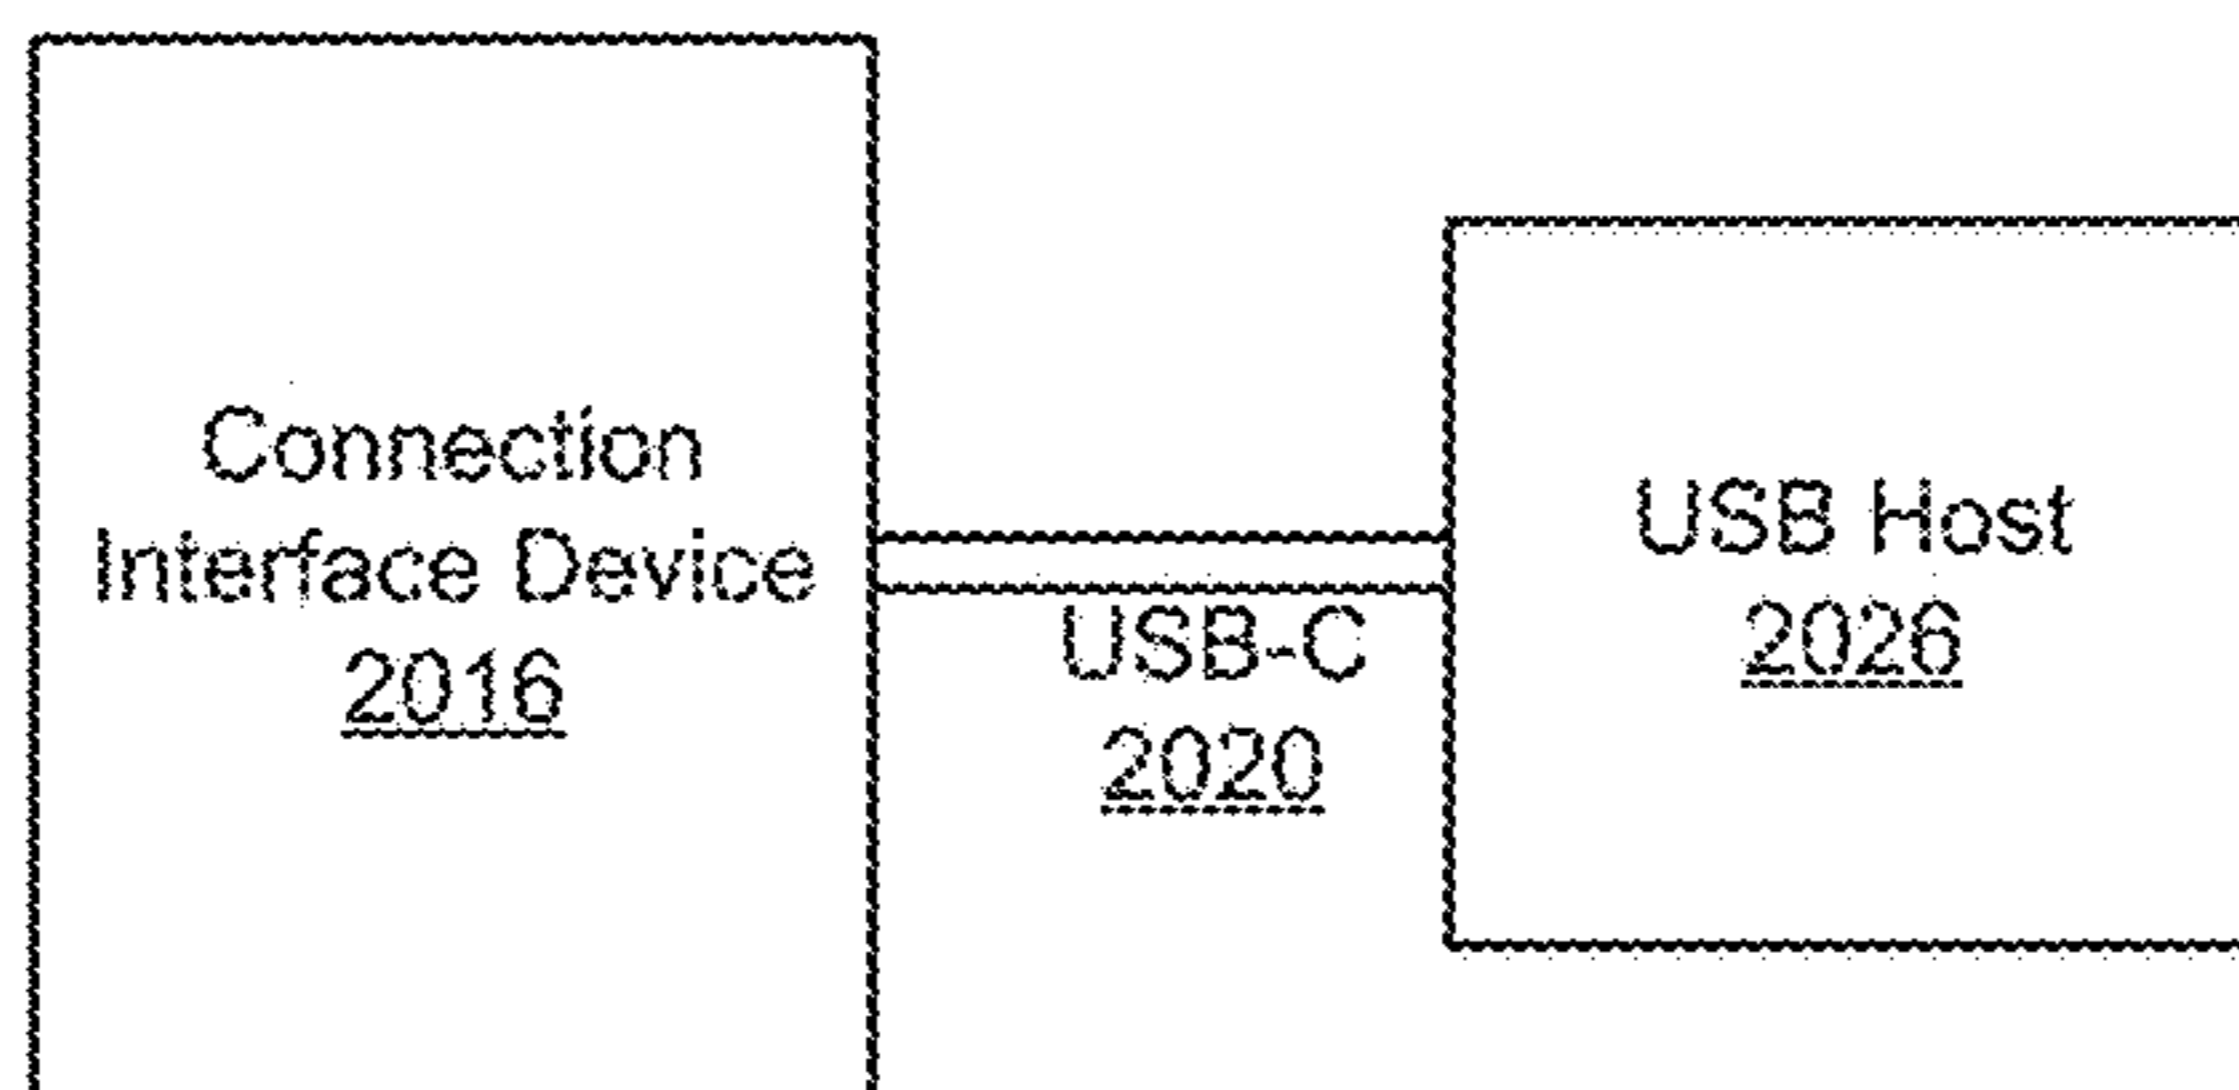 Connection
Interface Device
2016
USB-C
2020
USB Host
2026